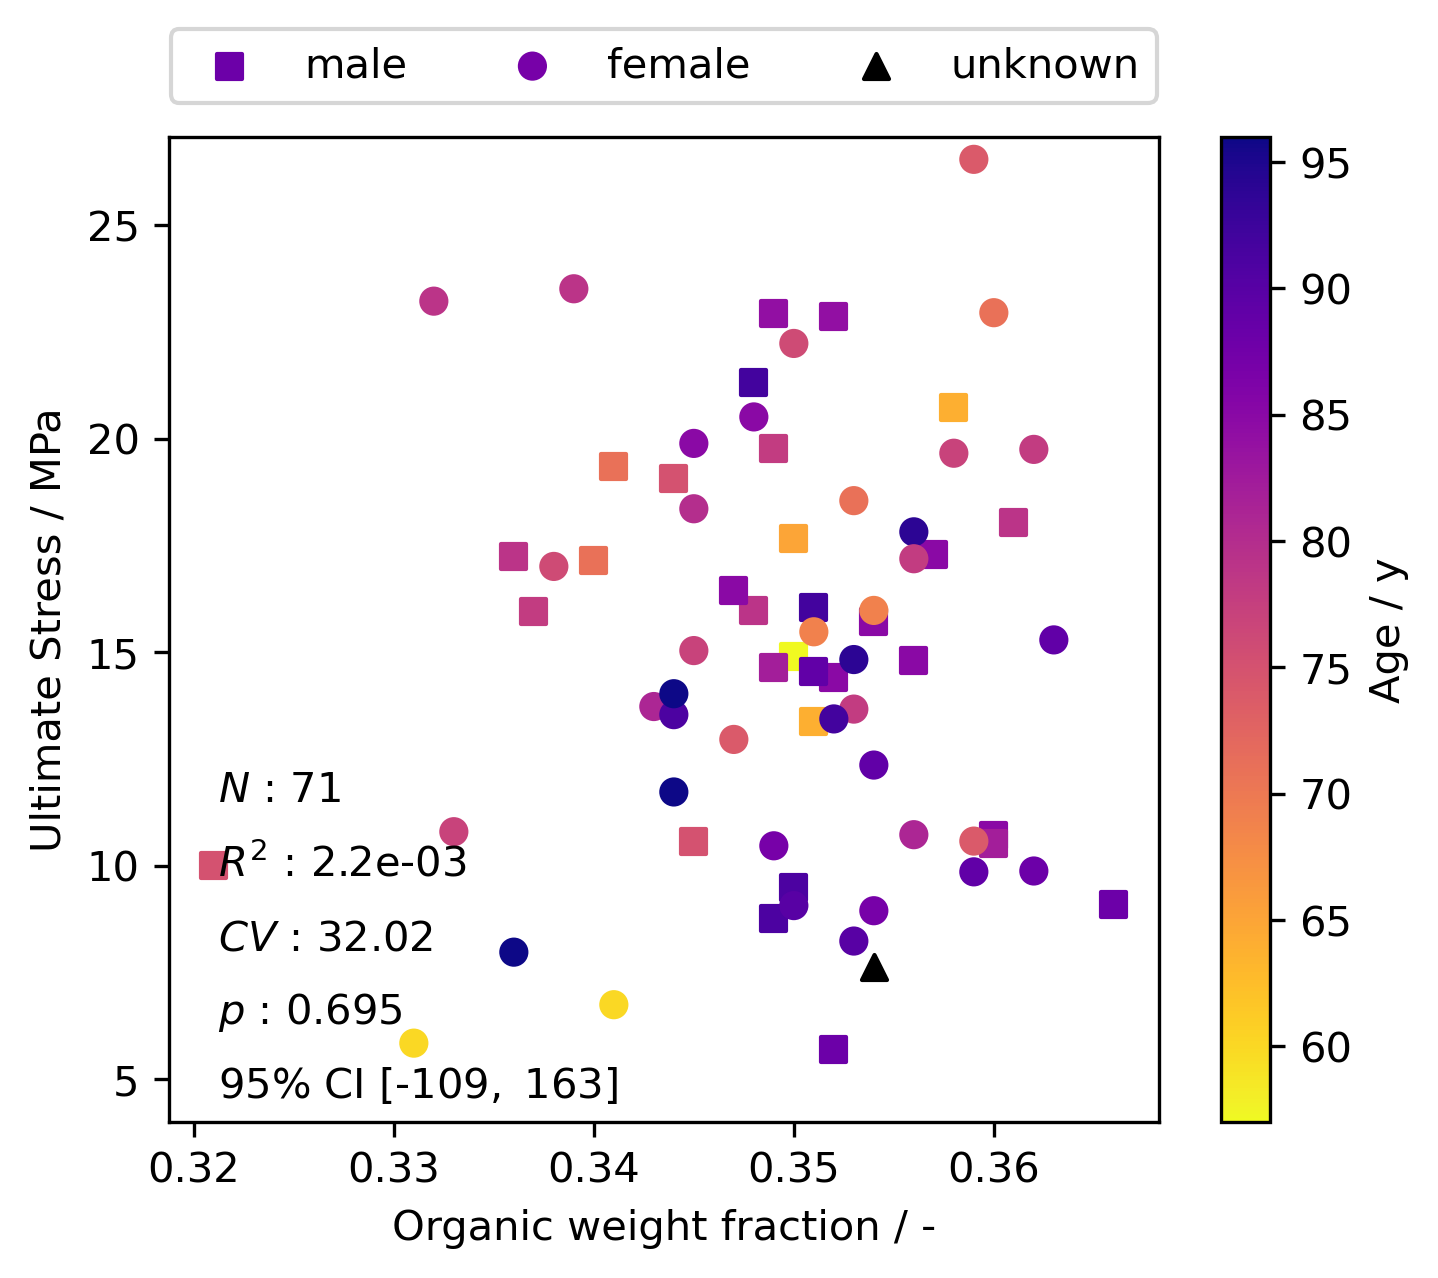 male female unknown
25
20
15
10
5
Ultimate Stress / MPa
N : 71
R² : 2.2e-03
CV : 32.02
p : 0.695
95% CI [-109, 163]
0.32 0.33 0.34 0.35 0.36
Organic weight fraction / -
95
90
85
80
75
70
65
60
Age / y